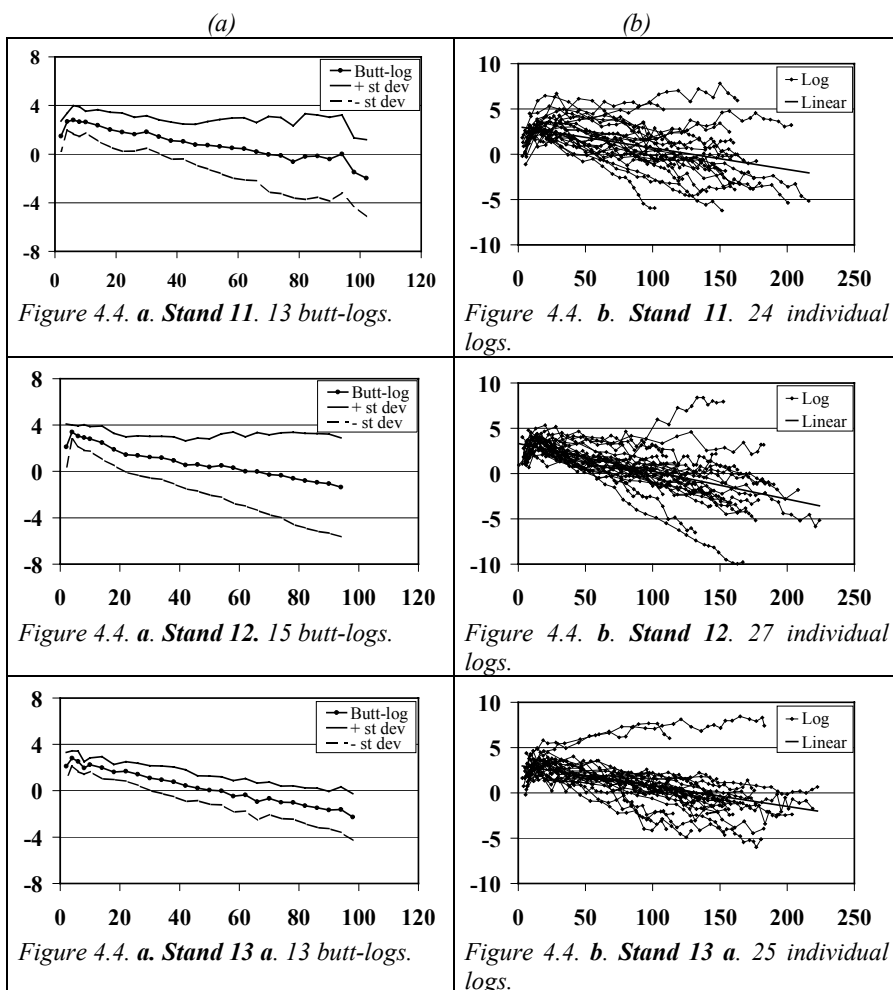 (a)
(b)
8
4
0
-4
-8
0 20 40 60 80 100 120
Butt-log
+ st dev
- st dev
Figure 4.4. a. Stand 11. 13 butt-logs.
10
5
0
-5
-10
0 50 100 150 200 250
Log
Linear
Figure 4.4. b. Stand 11. 24 individual
logs.
8
4
0
-4
-8
0 20 40 60 80 100 120
Butt-log
+ st dev
- st dev
Figure 4.4. a. Stand 12. 15 butt-logs.
10
5
0
-5
-10
0 50 100 150 200 250
Log
Linear
Figure 4.4. b. Stand 12. 27 individual
logs.
8
4
0
-4
-8
0 20 40 60 80 100 120
Butt-log
+ st dev
- st dev
Figure 4.4. a. Stand 13 a. 13 butt-logs.
10
5
0
-5
-10
0 50 100 150 200 250
Log
Linear
Figure 4.4. b. Stand 13 a. 25 individual
logs.